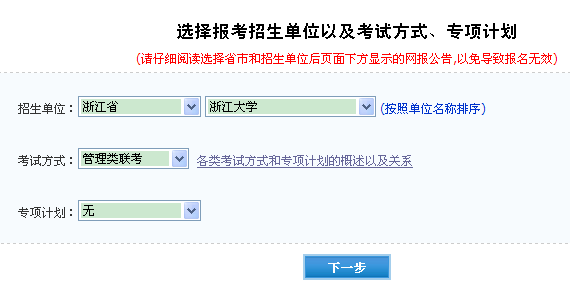 选择报考招生单位以及考试方式、专项计划
(请仔细阅读选择省市和招生单位后页面下方显示的网报公告,以免导致报名无效)
招生单位： 浙江省 浙江大学 (按照单位名称排序)
考试方式： 管理类联考 各类考试方式和专项计划的概述以及关系
专项计划： 无
下一步